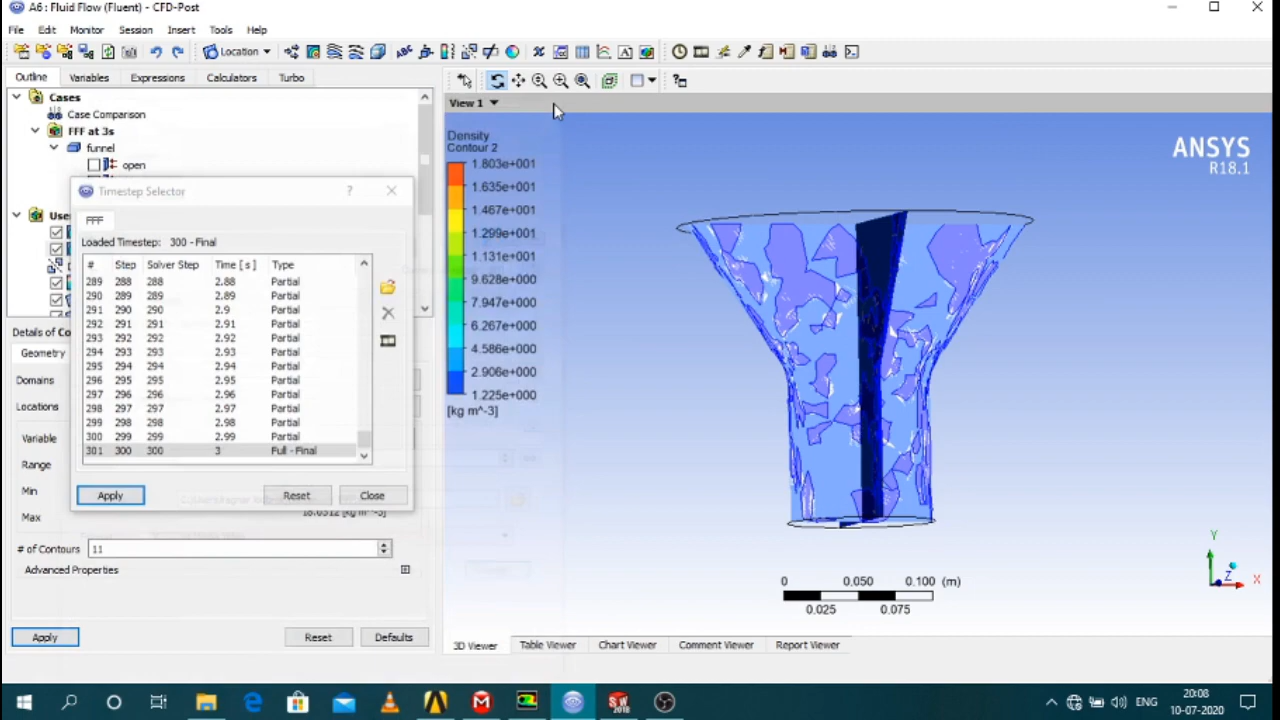 A6 : Fluid Flow (Fluent) - CFD-Post
File Edit Monitor Session Insert Tools Help
Location
Outline Variables Expressions Calculators Turbo
Cases
Case Comparison
FFF at 3s
funnel
open
Timestep Selector ?
Use
FFF
Loaded Timestep: 300 - Final
# Step Solver Step Time [ s ] Type
289 288 288 2.88 Partial
290 289 289 2.89 Partial
291 290 290 2.9 Partial
292 291 291 2.91 Partial
293 292 292 2.92 Partial
294 293 293 2.93 Partial
295 294 294 2.94 Partial
296 295 295 2.95 Partial
297 296 296 2.96 Partial
298 297 297 2.97 Partial
299 298 298 2.98 Partial
300 299 299 2.99 Partial
301 300 300 3 Full - Final
Apply Reset Close
Details of Co
Geometry
Domains
Locations
Variable
Range
Min
Max
# of Contours 11
Advanced Properties
Apply Reset Defaults
View 1
Density
Contour 2
1.803e+001
1.635e+001
1.467e+001
1.299e+001
1.131e+001
9.628e+000
7.947e+000
6.267e+000
4.586e+000
2.906e+000
1.225e+000
[kg m^-3]
ANSYS
R18.1
0 0.050 0.100 (m)
0.025 0.075
Y
Z
X
3D Viewer Table Viewer Chart Viewer Comment Viewer Report Viewer
SW
2018
ENG
20:08
10-07-2020